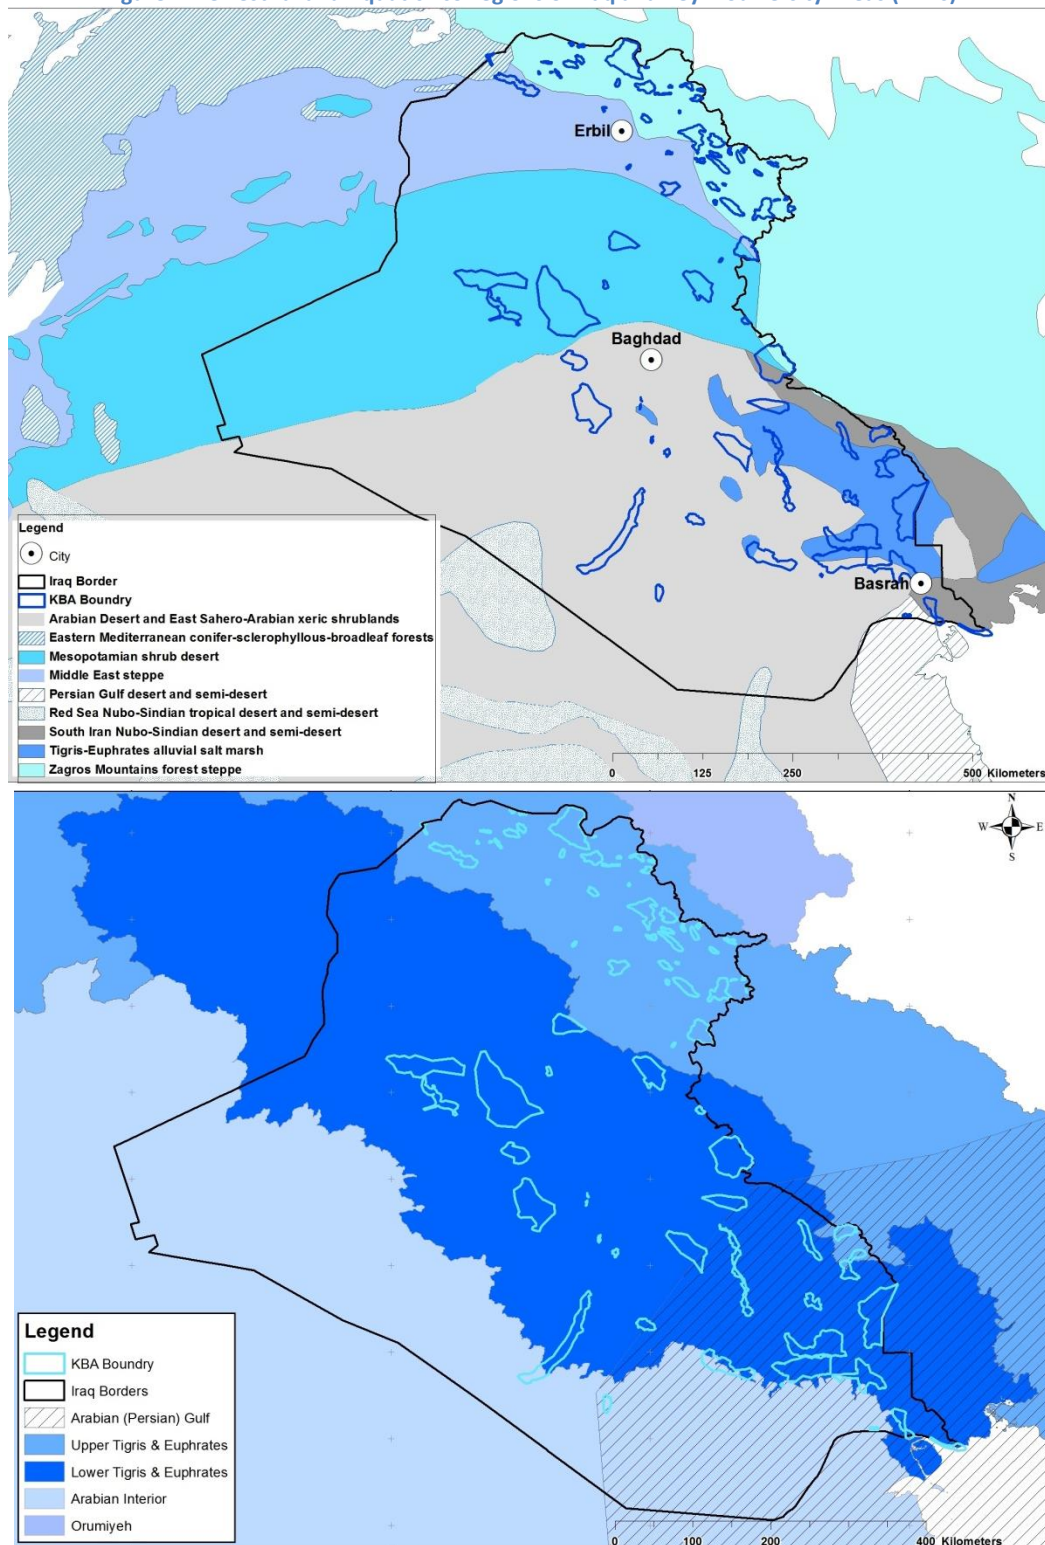 Erbil
Baghdad
Basrah
Legend
City
Iraq Border
KBA Boundry
Arabian Desert and East Sahero-Arabian xeric shrublands
Eastern Mediterranean conifer-sclerophyllous-broadleaf forests
Mesopotamian shrub desert
Middle East steppe
Persian Gulf desert and semi-desert
Red Sea Nubo-Sindian tropical desert and semi-desert
South Iran Nubo-Sindian desert and semi-desert
Tigris-Euphrates alluvial salt marsh
Zagros Mountains forest steppe
0 125 250 500 Kilometers
N
W E
S
Legend
KBA Boundry
Iraq Borders
Arabian (Persian) Gulf
Upper Tigris & Euphrates
Lower Tigris & Euphrates
Arabian Interior
Orumiyeh
0 100 200 400 Kilometers